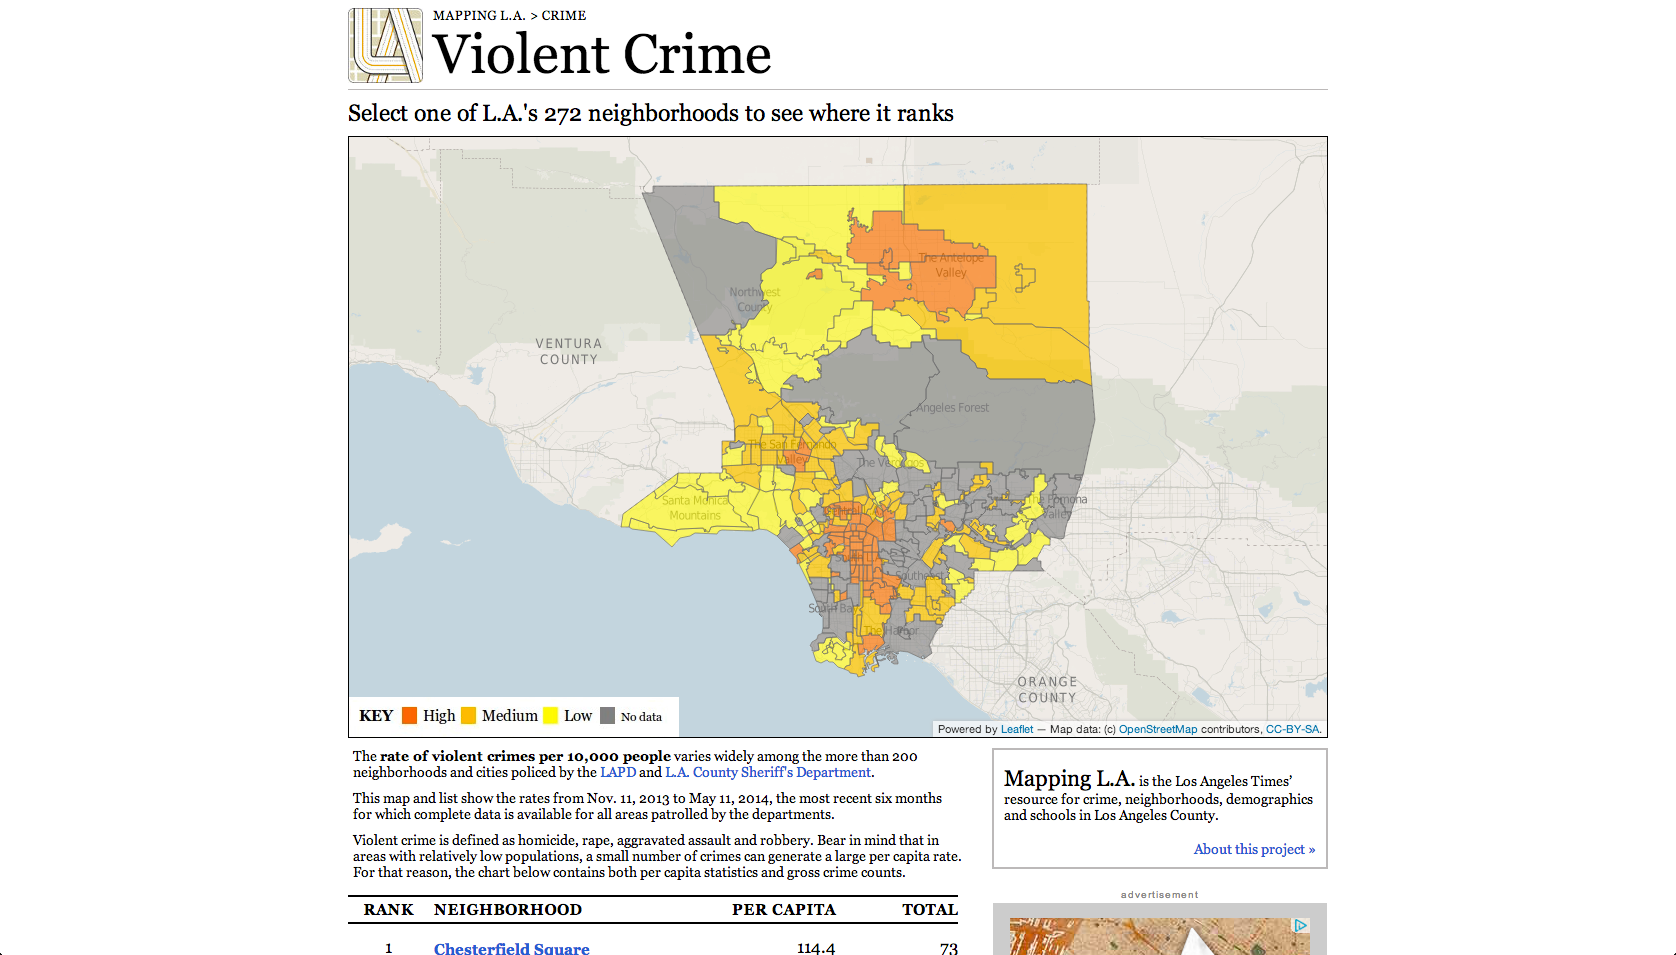 MAPPING L.A. > CRIME
LA
Violent Crime
Select one of L.A.'s 272 neighborhoods to see where it ranks
The Antelope
Valley
Northwest
County
VENTURA
COUNTY
Angeles Forest
The San Fernando
Valley
The Verdugos
Santa Monica
Mountains
The Pomona
Valley
Southeast
South Bay
The Harbor
ORANGE
COUNTY
KEY High Medium Low No data
Powered by Leaflet — Map data: (c) OpenStreetMap contributors, CC-BY-SA.
The rate of violent crimes per 10,000 people varies widely among the more than 200
neighborhoods and cities policed by the LAPD and L.A. County Sheriff's Department.
This map and list show the rates from Nov. 11, 2013 to May 11, 2014, the most recent six months
for which complete data is available for all areas patrolled by the departments.
Violent crime is defined as homicide, rape, aggravated assault and robbery. Bear in mind that in
areas with relatively low populations, a small number of crimes can generate a large per capita rate.
For that reason, the chart below contains both per capita statistics and gross crime counts.
RANK NEIGHBORHOOD PER CAPITA TOTAL
1 Chesterfield Square 114.4 73
Mapping L.A. is the Los Angeles Times’
resource for crime, neighborhoods, demographics
and schools in Los Angeles County.
About this project »
advertisement